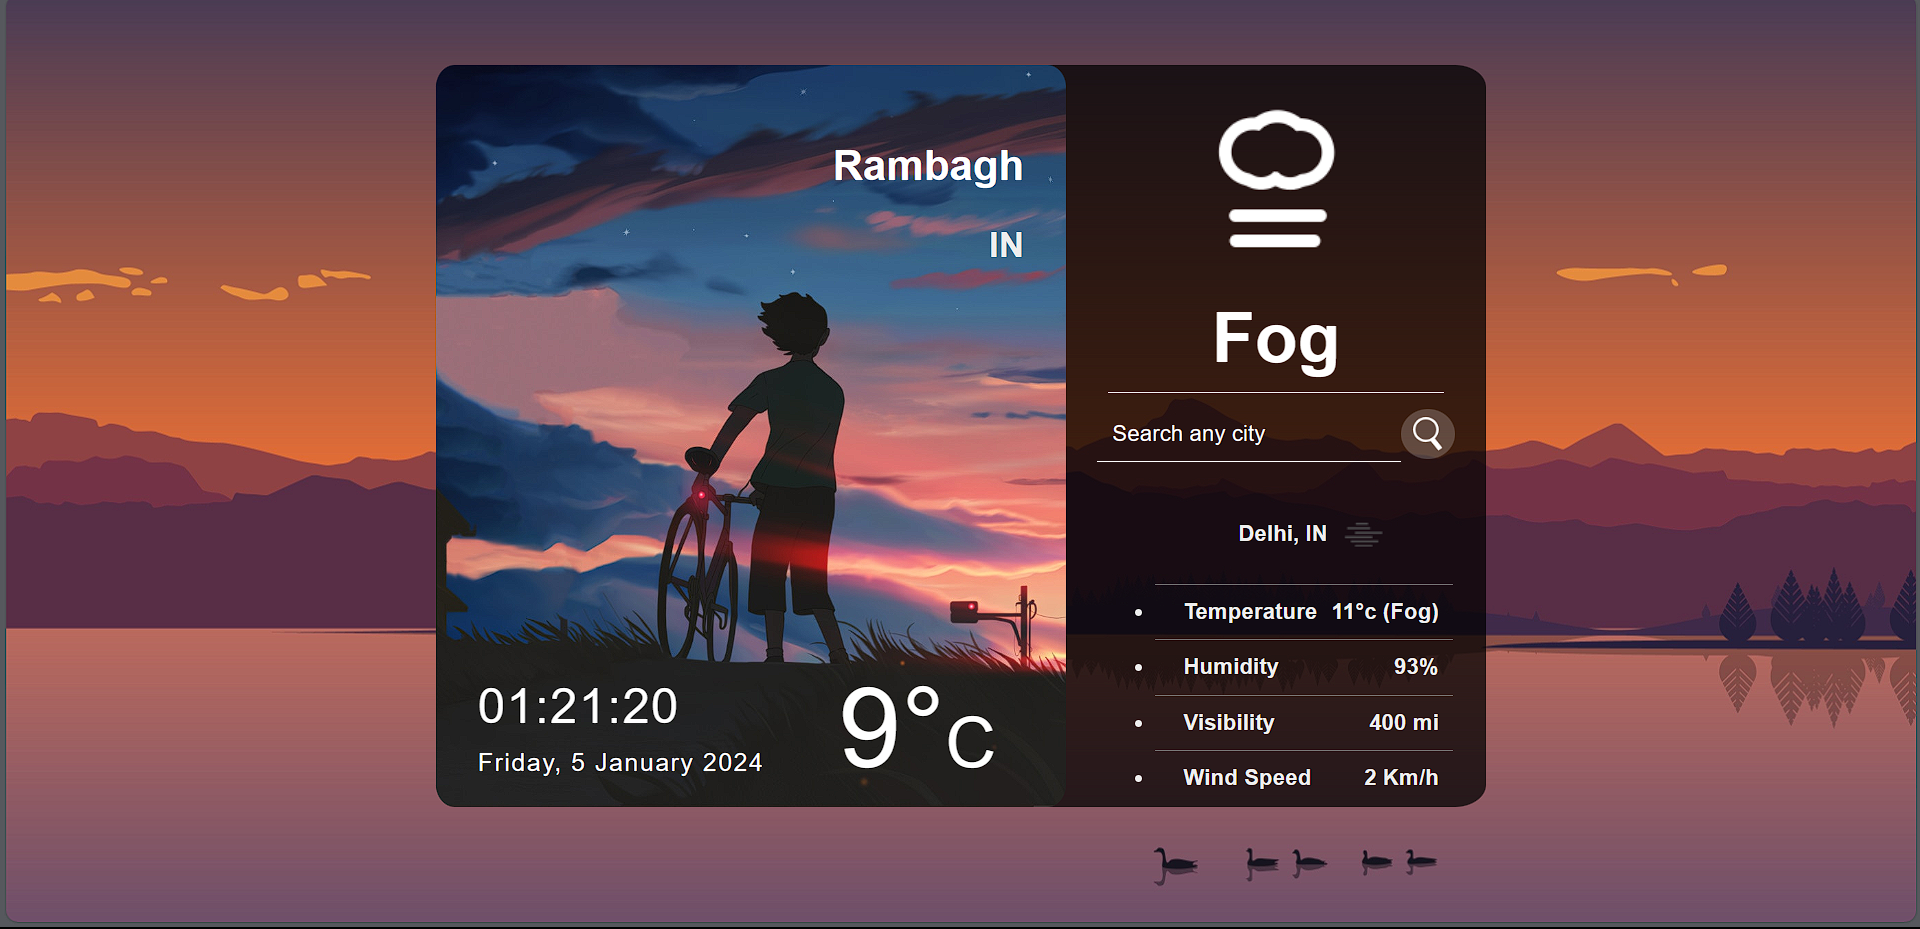 Rambagh
IN
01:21:20
Friday, 5 January 2024
9°c
Fog
Search any city
Delhi, IN
Temperature 11°c (Fog)
Humidity 93%
Visibility 400 mi
Wind Speed 2 Km/h